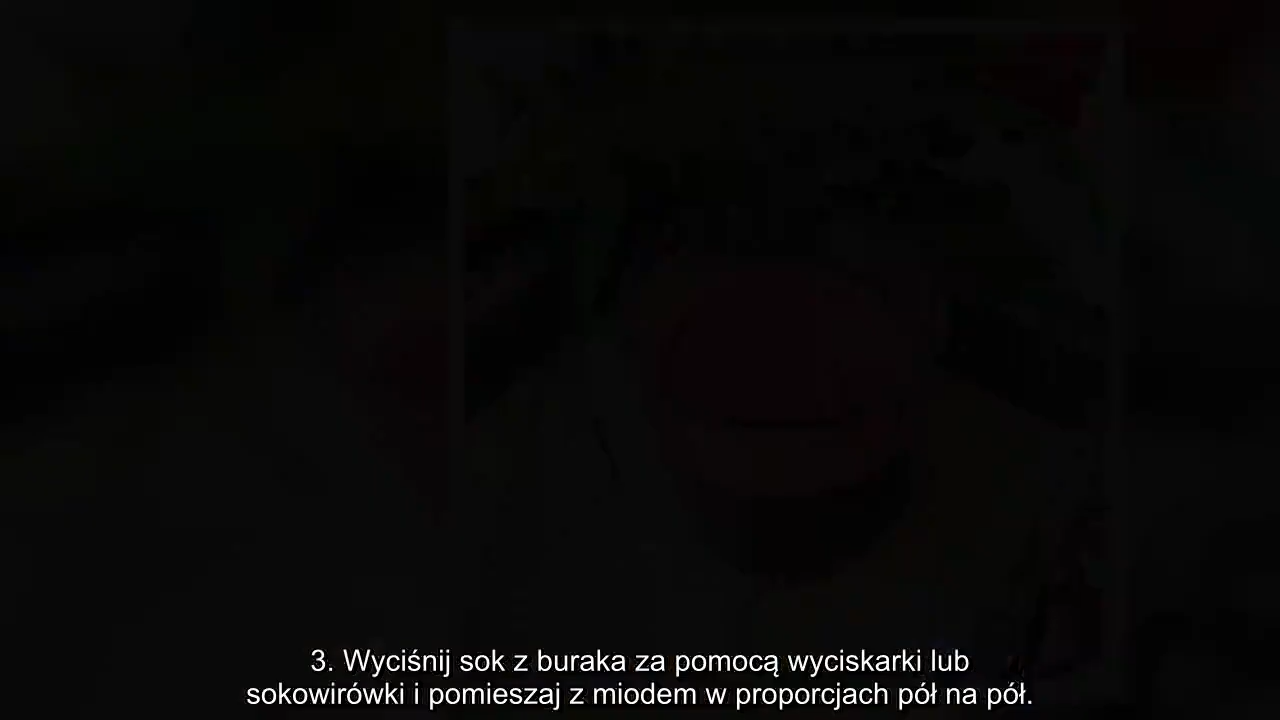 3. Wyciśnij sok z buraka za pomocą wyciskarki lub
sokowirówki i pomieszaj z miodem w proporcjach pół na pół.